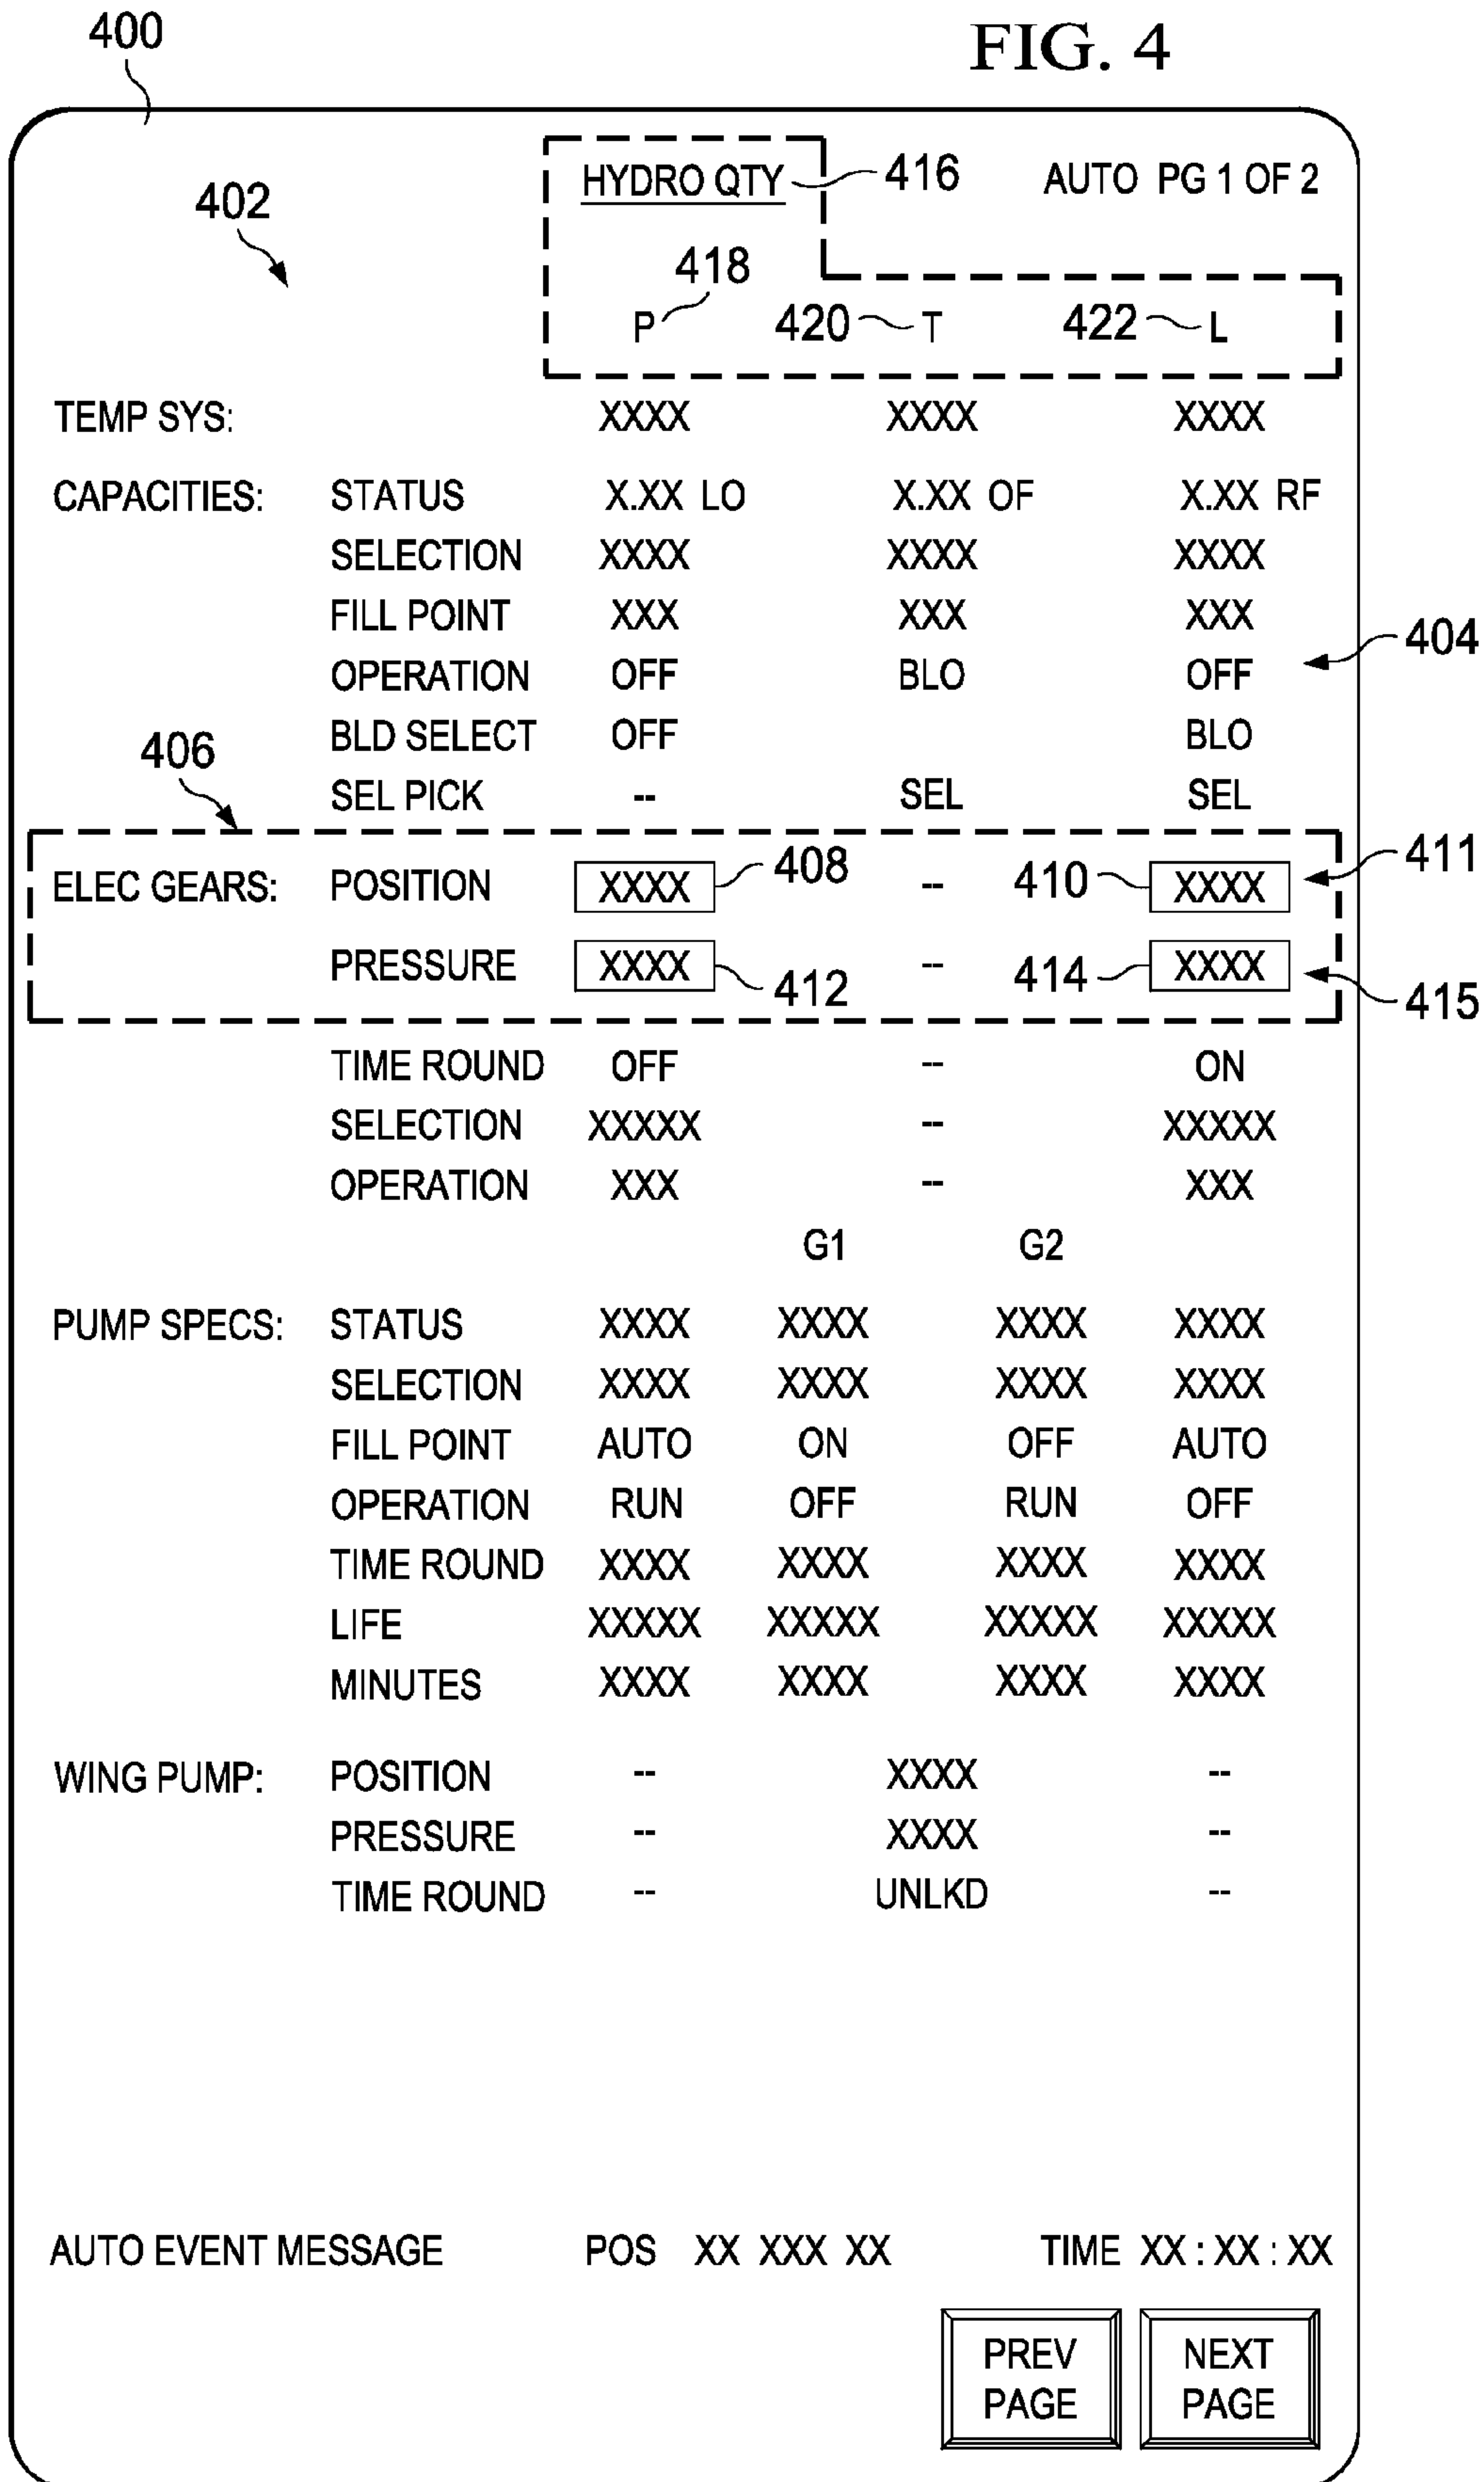 400
FIG. 4
402
HYDRO QTY 416 AUTO PG 1 OF 2
418
P 420 T 422 L
TEMP SYS: XXXX XXXX XXXX
CAPACITIES: STATUS X.XX LO X.XX OF X.XX RF
SELECTION XXXX XXXX XXXX
FILL POINT XXX XXX XXX
404
OPERATION OFF BLO OFF
BLD SELECT OFF BLO
406
SEL PICK -- SEL SEL
ELEC GEARS: POSITION XXXX 408 -- 410 XXXX 411
PRESSURE XXXX 412 -- 414 XXXX 415
TIME ROUND OFF -- ON
SELECTION XXXXX -- XXXXX
OPERATION XXX -- XXX
G1 G2
PUMP SPECS: STATUS XXXX XXXX XXXX XXXX
SELECTION XXXX XXXX XXXX XXXX
FILL POINT AUTO ON OFF AUTO
OPERATION RUN OFF RUN OFF
TIME ROUND XXXX XXXX XXXX XXXX
LIFE XXXXX XXXXX XXXXX XXXXX
MINUTES XXXX XXXX XXXX XXXX
WING PUMP: POSITION -- XXXX --
PRESSURE -- XXXX --
TIME ROUND -- UNLKD --
AUTO EVENT MESSAGE POS XX XXX XX TIME XX : XX : XX
PREV PAGE
NEXT PAGE